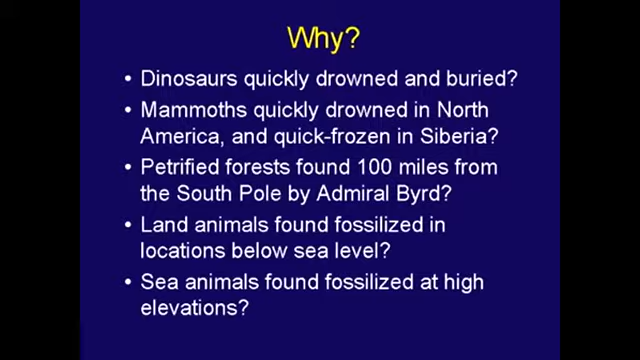 Why?
• Dinosaurs quickly drowned and buried?
• Mammoths quickly drowned in North
America, and quick-frozen in Siberia?
• Petrified forests found 100 miles from
the South Pole by Admiral Byrd?
• Land animals found fossilized in
locations below sea level?
• Sea animals found fossilized at high
elevations?